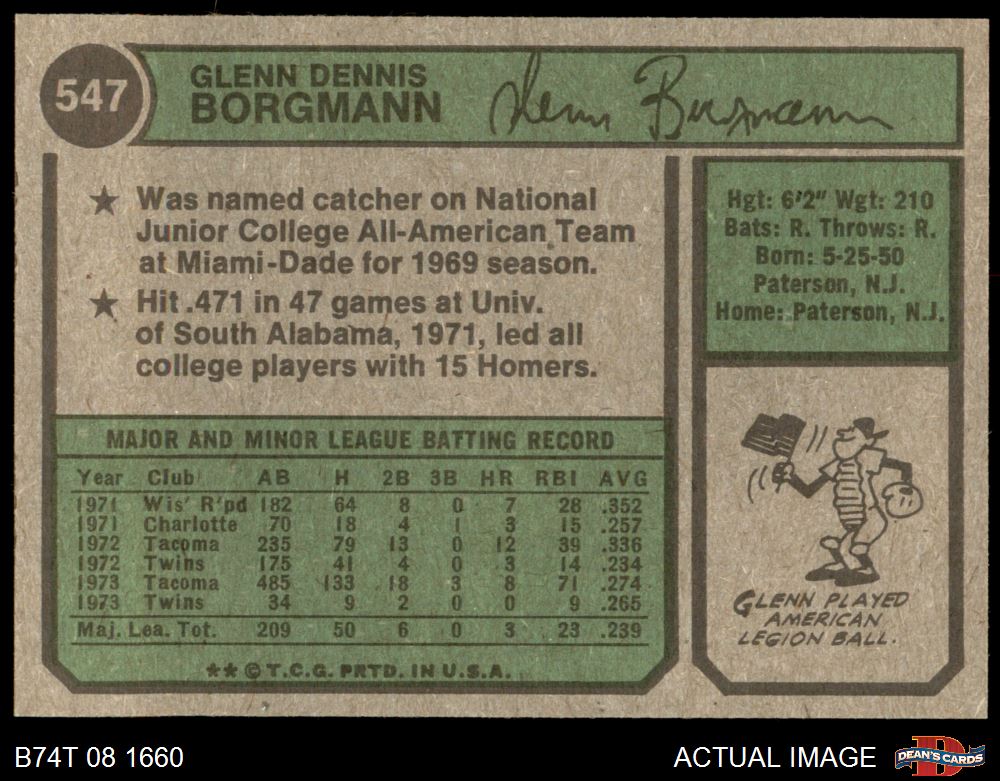 547
GLENN DENNIS
BORGMANN
Glenn Borgmann
★ Was named catcher on National
Junior College All-American Team
at Miami-Dade for 1969 season.
★ Hit .471 in 47 games at Univ.
of South Alabama, 1971, led all
college players with 15 Homers.
Hgt: 6'2" Wgt: 210
Bats: R. Throws: R.
Born: 5-25-50
Paterson, N.J.
Home: Paterson, N.J.
MAJOR AND MINOR LEAGUE BATTING RECORD
Year Club AB H 2B 3B HR RBI AVG
1971 Wis' R'pd 182 64 8 0 7 28 .352
1971 Charlotte 70 18 4 1 3 15 .257
1972 Tacoma 235 79 13 0 12 39 .336
1972 Twins 175 41 4 0 3 14 .234
1973 Tacoma 485 133 18 3 8 71 .274
1973 Twins 34 9 2 0 0 9 .265
Maj. Lea. Tot. 209 50 6 0 3 23 .239
** © T.C.G. PRTD. IN U.S.A.
GLENN PLAYED
AMERICAN
LEGION BALL.
B74T 08 1660
ACTUAL IMAGE
D
DEAN'S CARDS